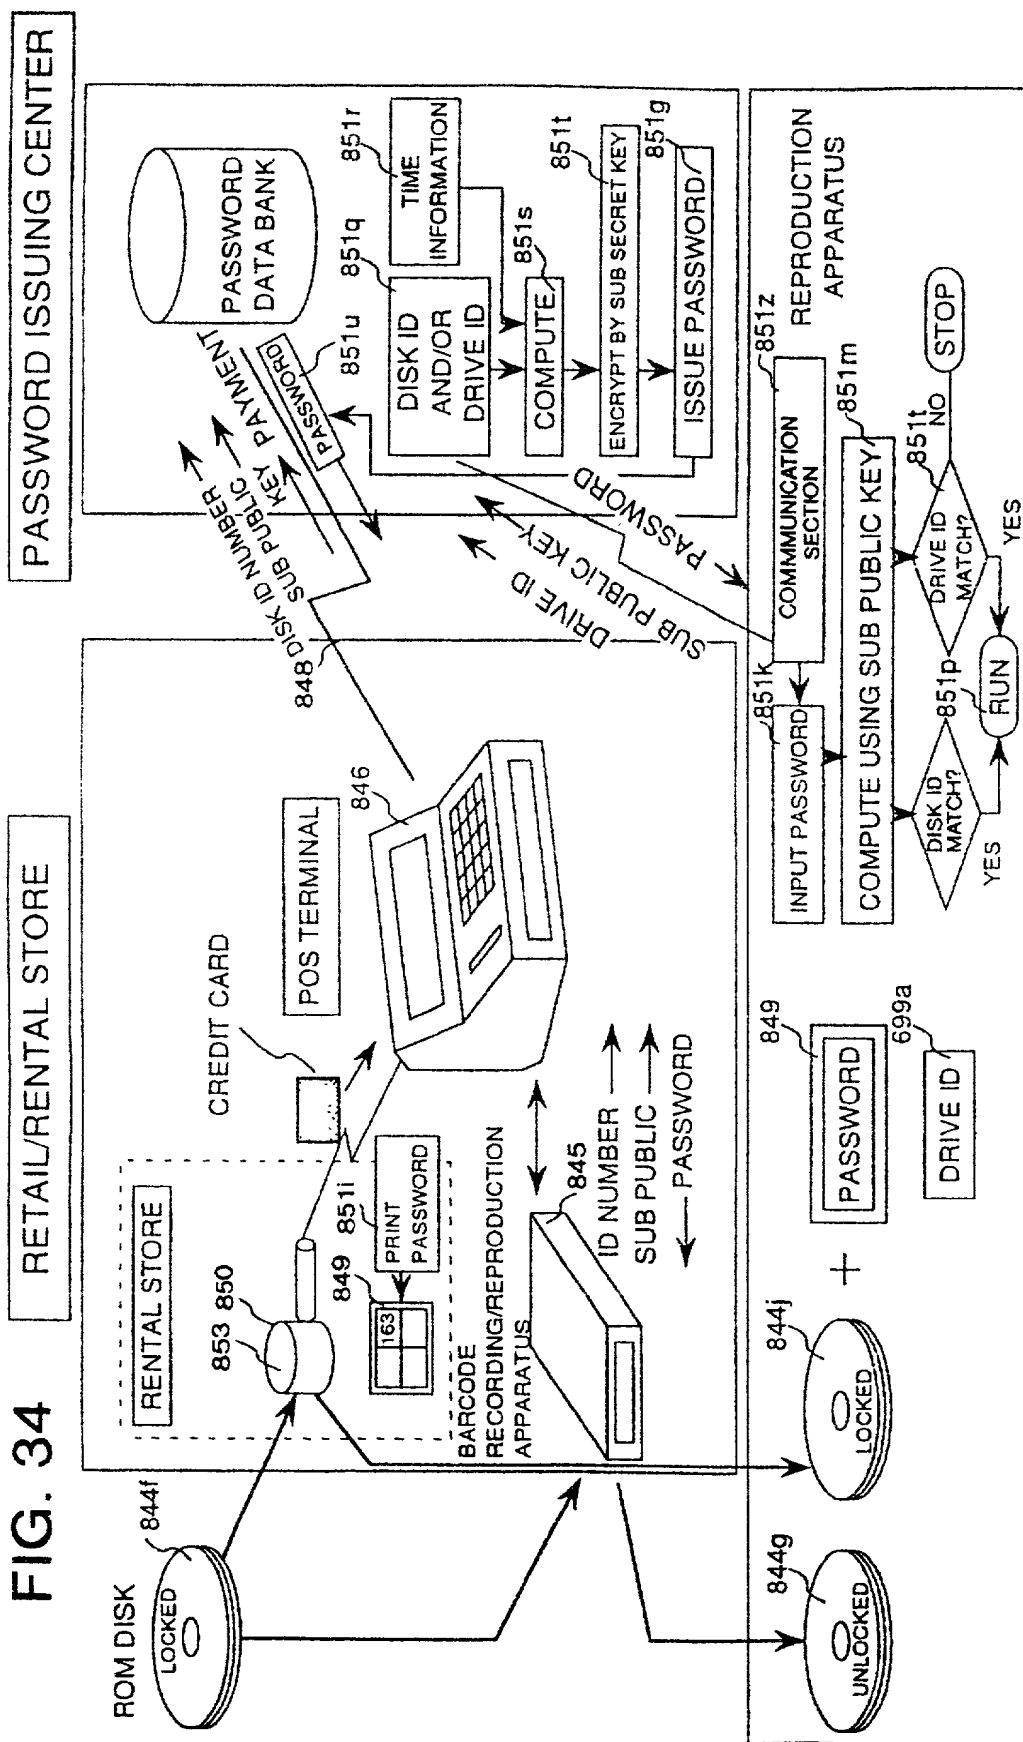 FIG. 34
RETAIL/RENTAL STORE
PASSWORD ISSUING CENTER
ROM DISK
844f
LOCKED
RENTAL STORE
853
850
849
163
851i
PRINT
PASSWORD
CREDIT CARD
POS TERMINAL
846
BARCODE
RECORDING/REPRODUCTION
APPARATUS
845
ID NUMBER
SUB PUBLIC
PASSWORD
848
DISK ID NUMBER
SUB PUBLIC
KEY
PAYMENT
PASSWORD
851u
PASSWORD
DATA BANK
851q
DISK ID
AND/OR
DRIVE ID
851r
TIME
INFORMATION
851s
COMPUTE
851t
ENCRYPT BY SUB SECRET KEY
851g
ISSUE PASSWORD
PASSWORD
SUB PUBLIC KEY
DRIVE ID
844g
UNLOCKED
844j
LOCKED
+
849
PASSWORD
699a
DRIVE ID
REPRODUCTION
APPARATUS
851k
INPUT PASSWORD
851z
COMMMUNICATION
SECTION
851m
COMPUTE USING SUB PUBLIC KEY
DISK ID
MATCH?
YES
851p
RUN
851t
DRIVE ID
MATCH?
YES
NO
STOP